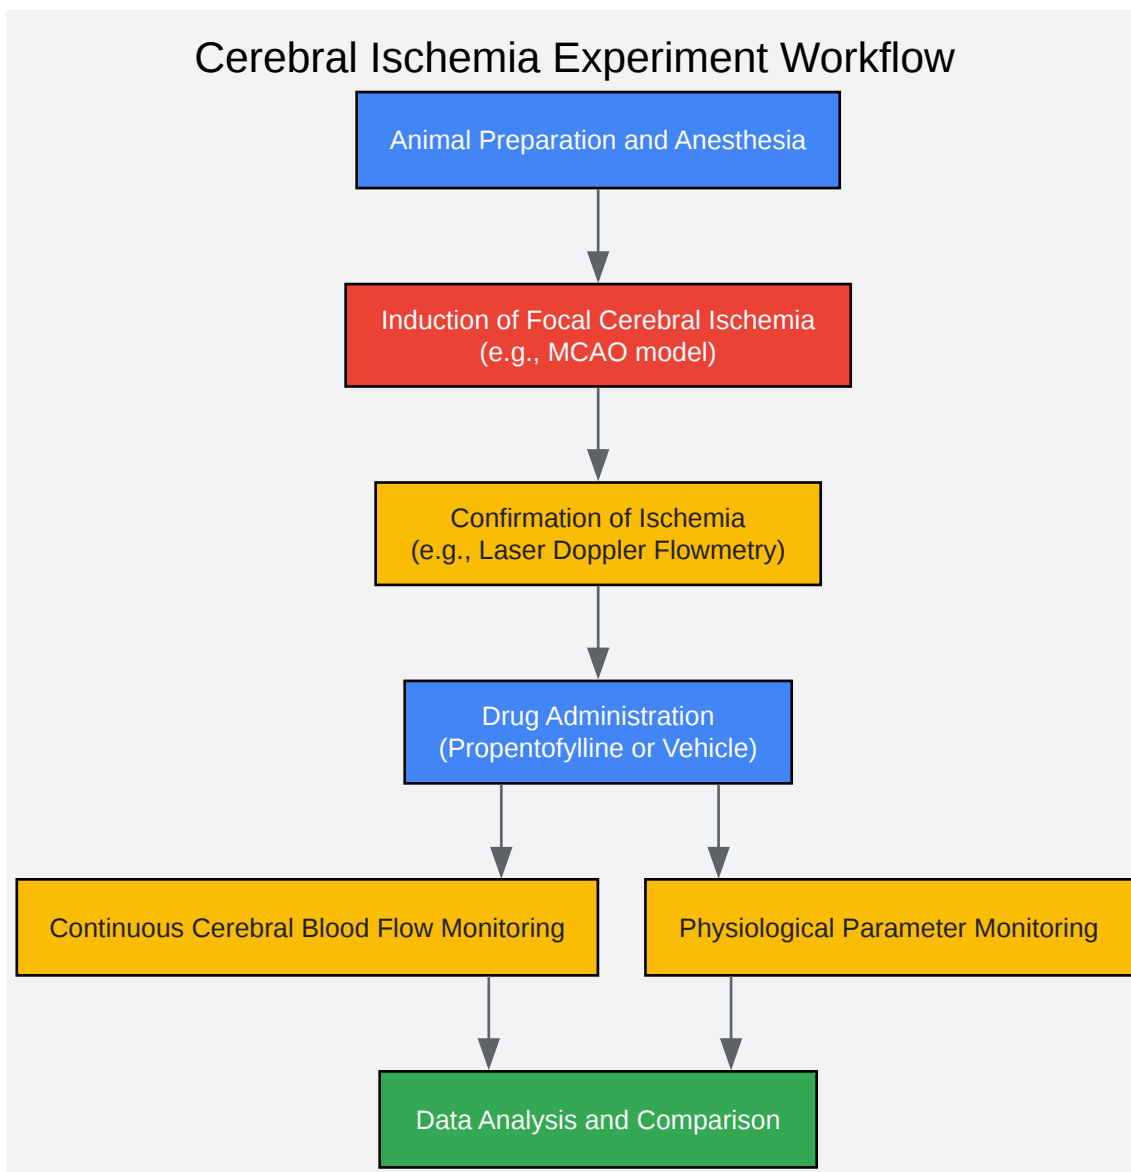 Cerebral Ischemia Experiment Workflow
Animal Preparation and Anesthesia
Induction of Focal Cerebral Ischemia
(e.g., MCAO model)
Confirmation of Ischemia
(e.g., Laser Doppler Flowmetry)
Drug Administration
(Propentofylline or Vehicle)
Continuous Cerebral Blood Flow Monitoring
Physiological Parameter Monitoring
Data Analysis and Comparison